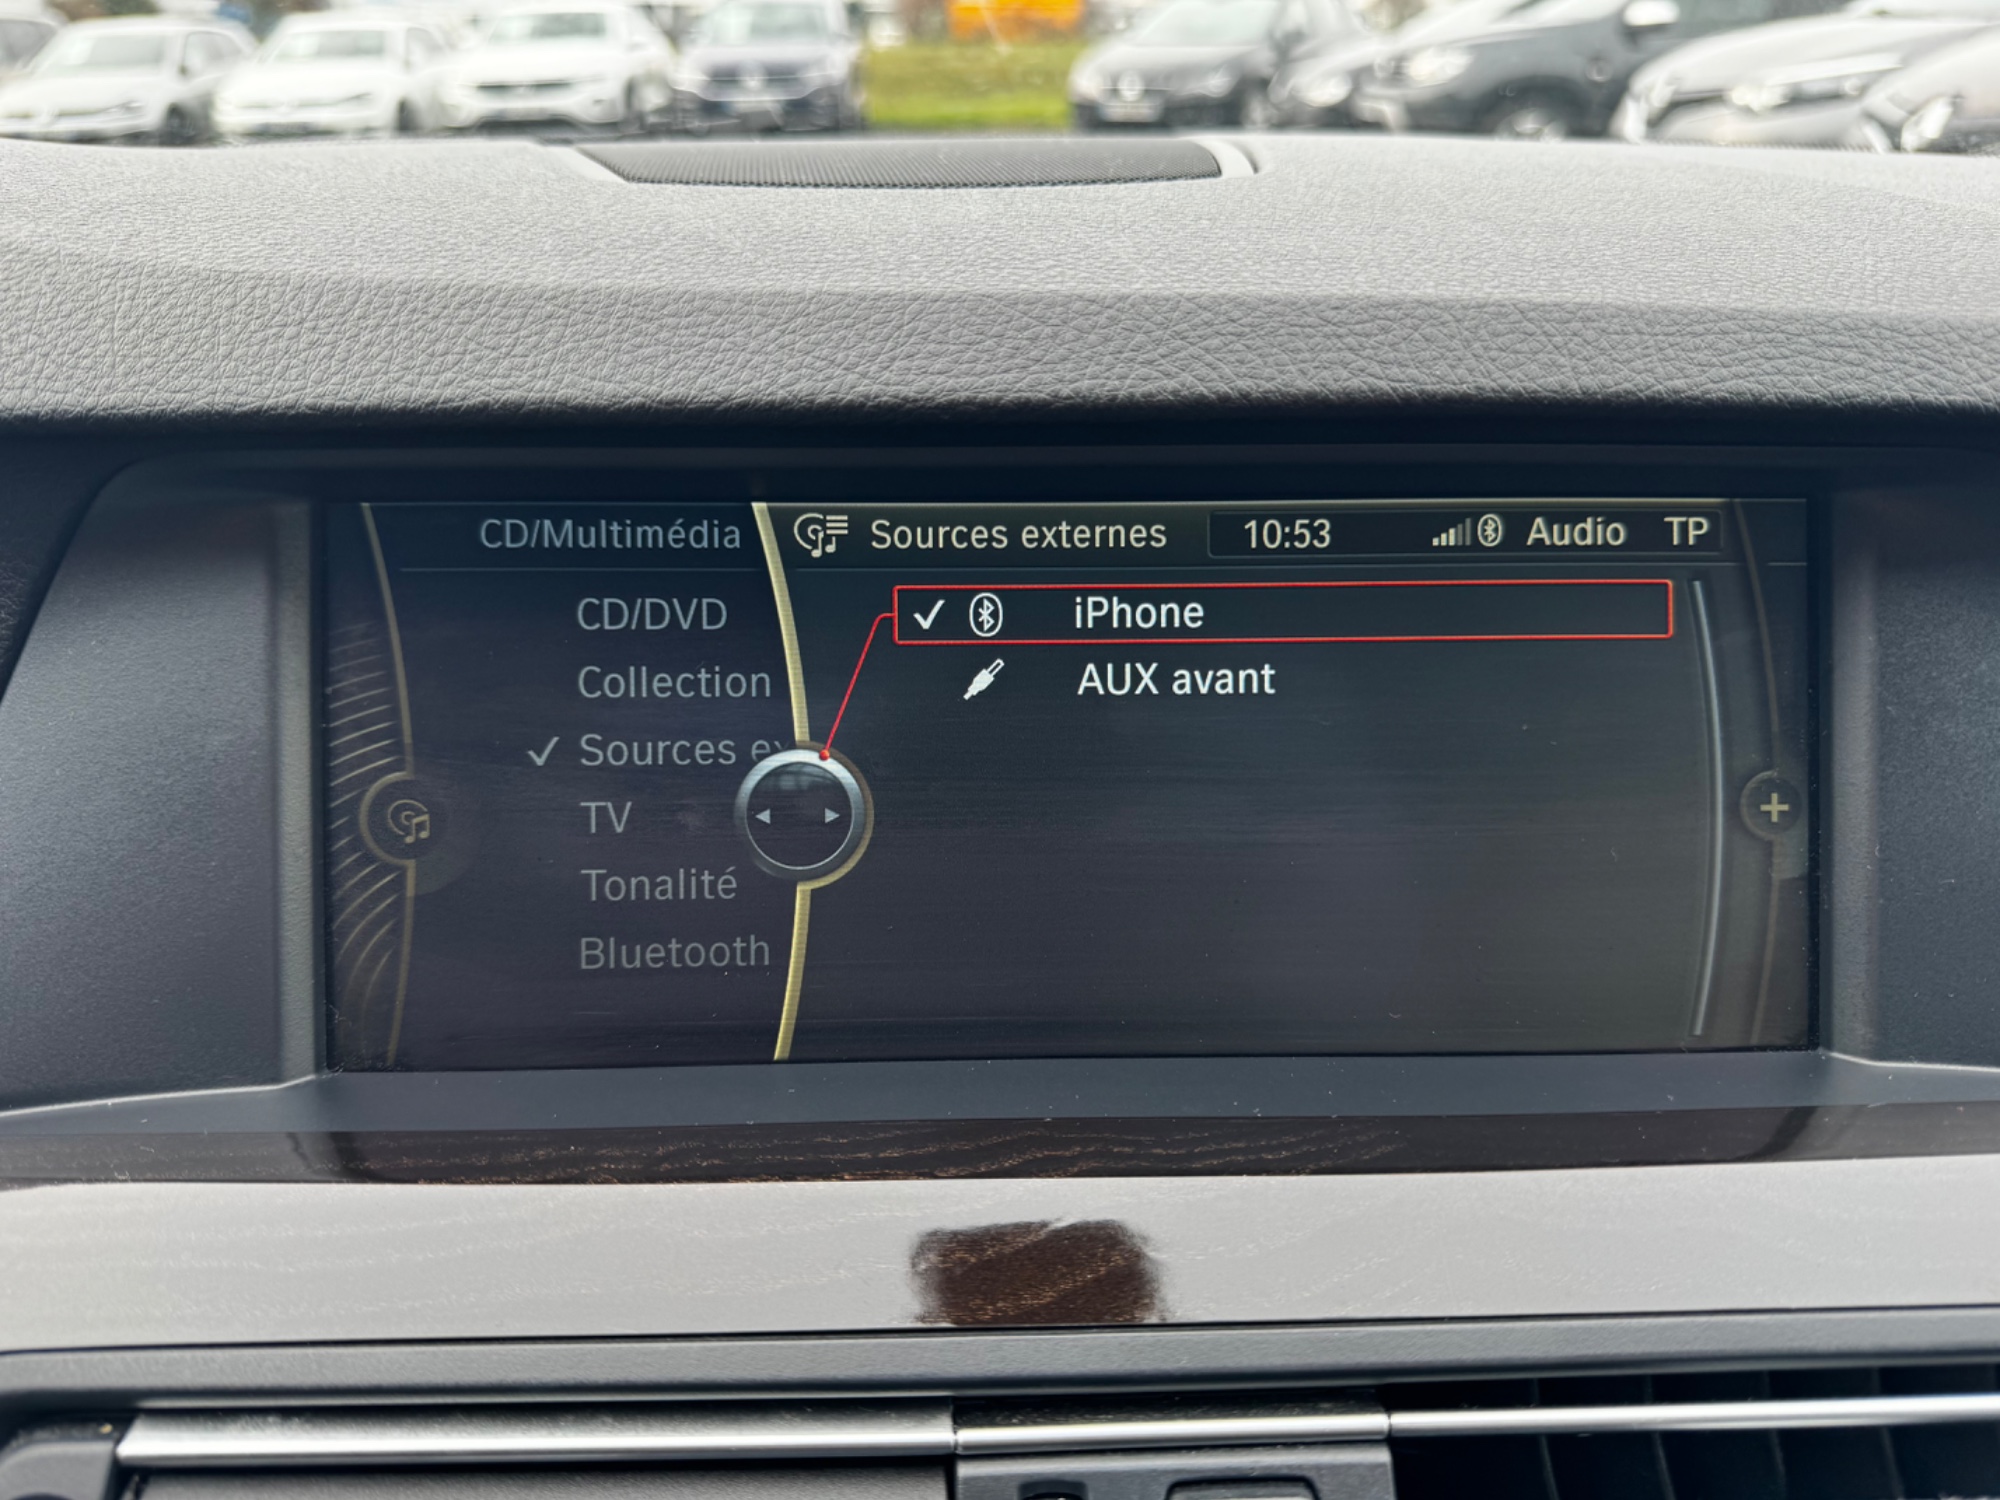 CD/Multimédia
Sources externes
10:53
Audio
TP
CD/DVD
Collection
Sources ex
TV
Tonalité
Bluetooth
iPhone
AUX avant